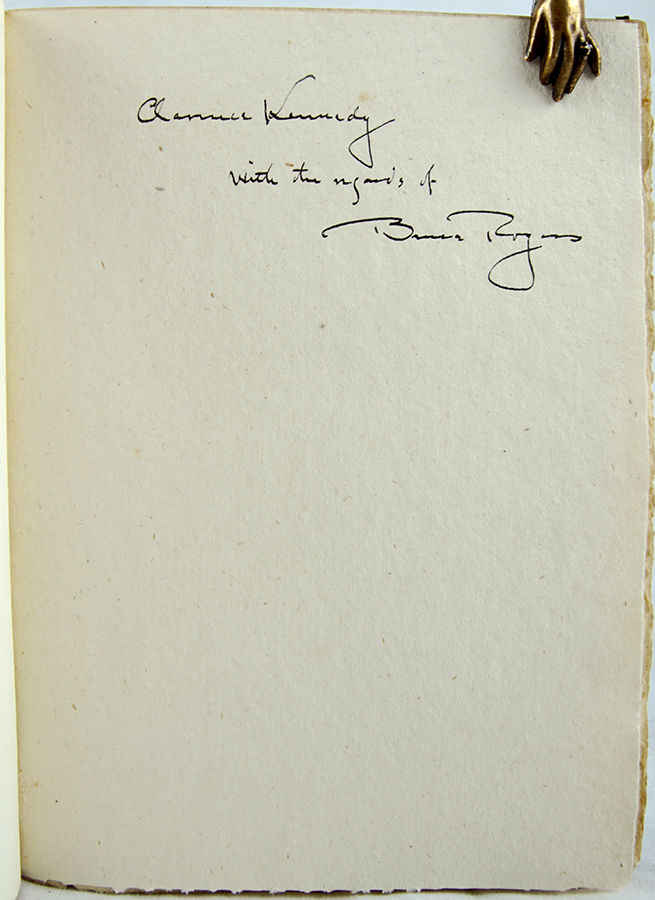 Clarence Kennedy
with the regards of
Bruce Rogers